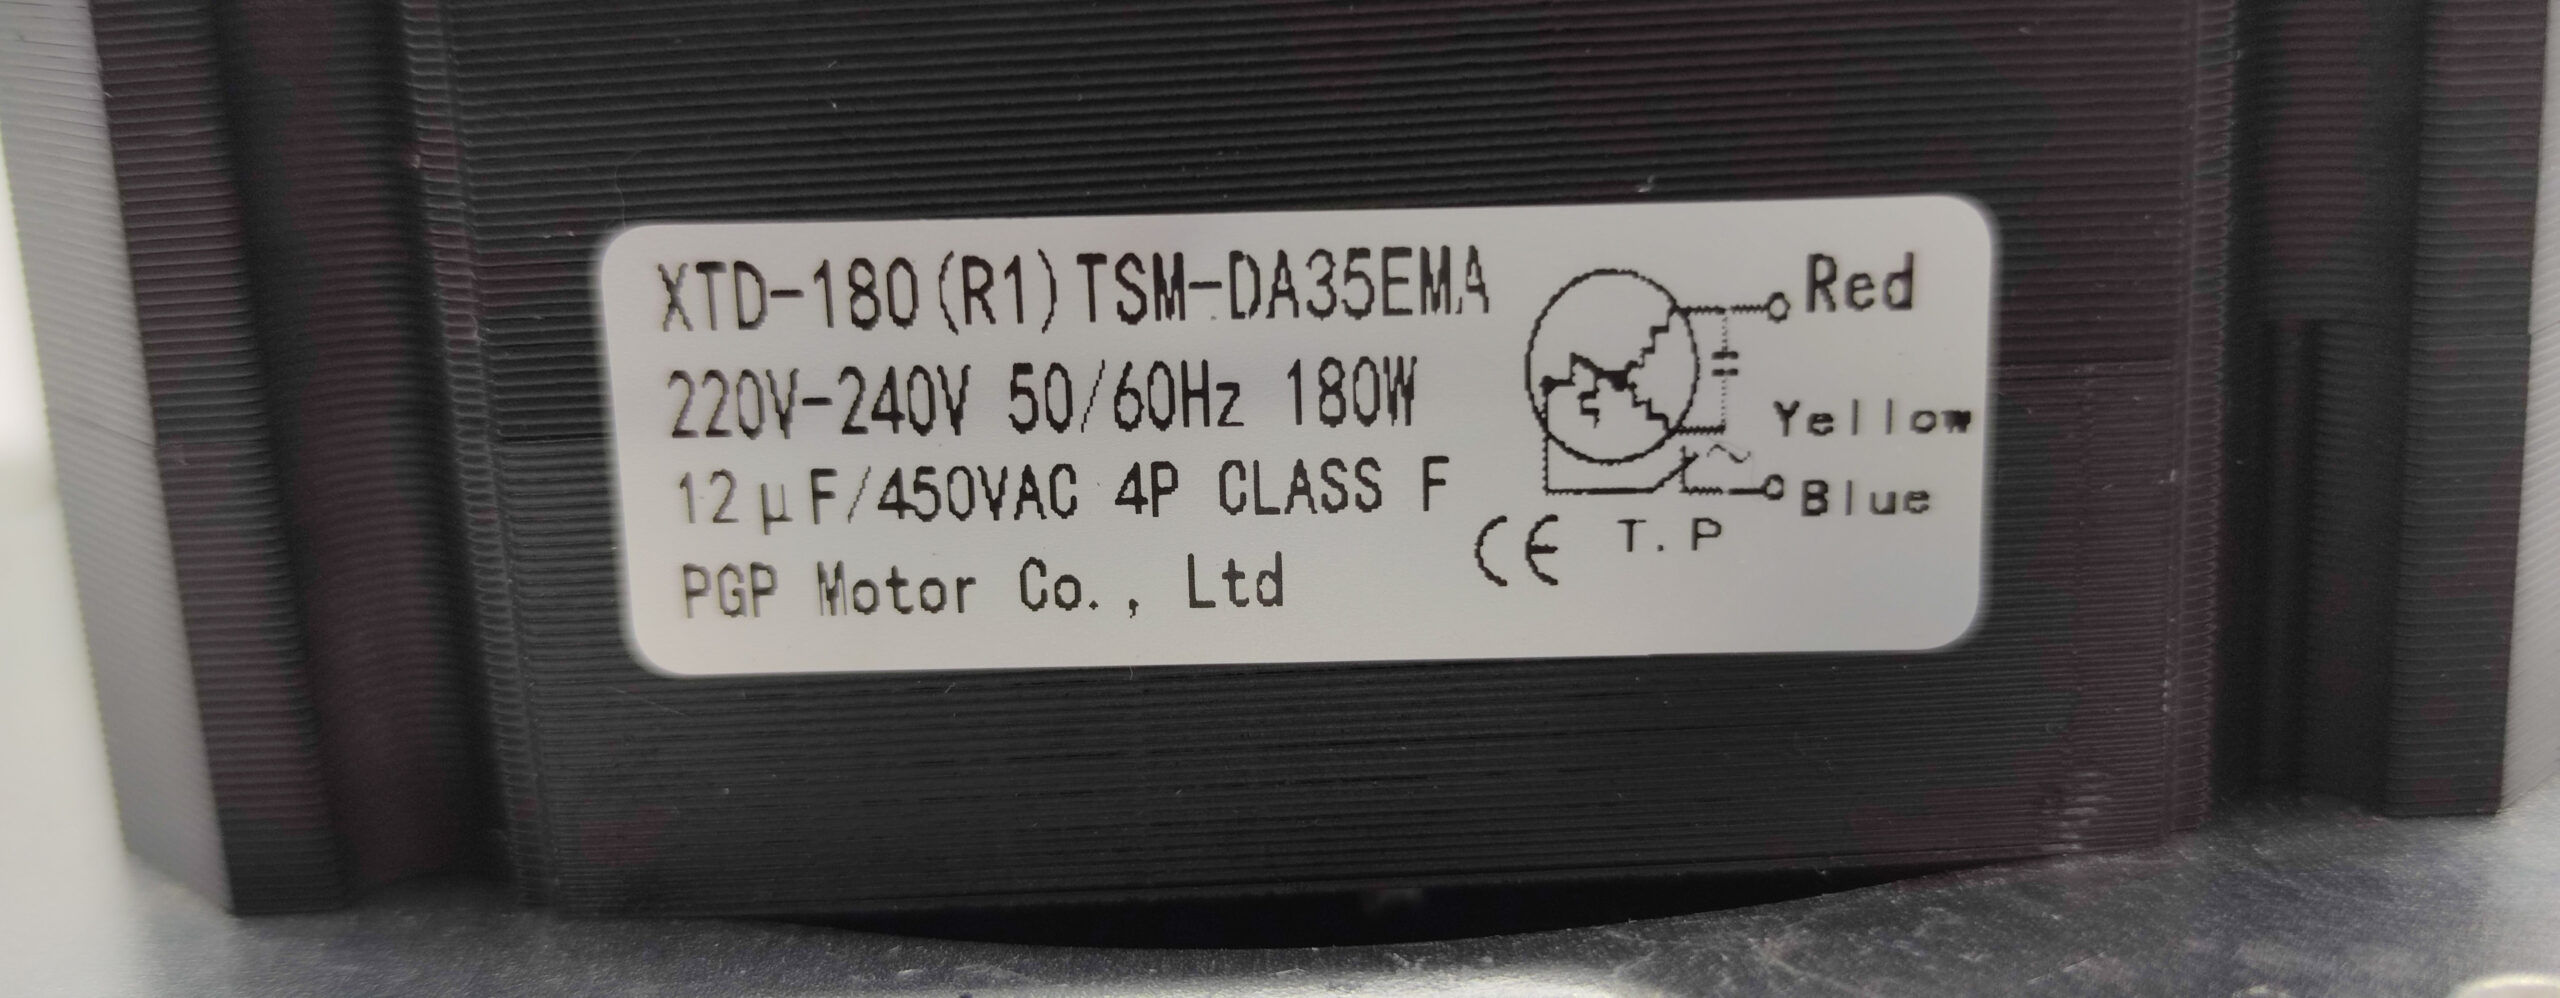 XTD-180(R1)TSM-DA35EMA
220V-240V 50/60Hz 180W
12μF/450VAC 4P CLASS F
PGP Motor Co., Ltd
Red
Yellow
Blue
T.P
CE